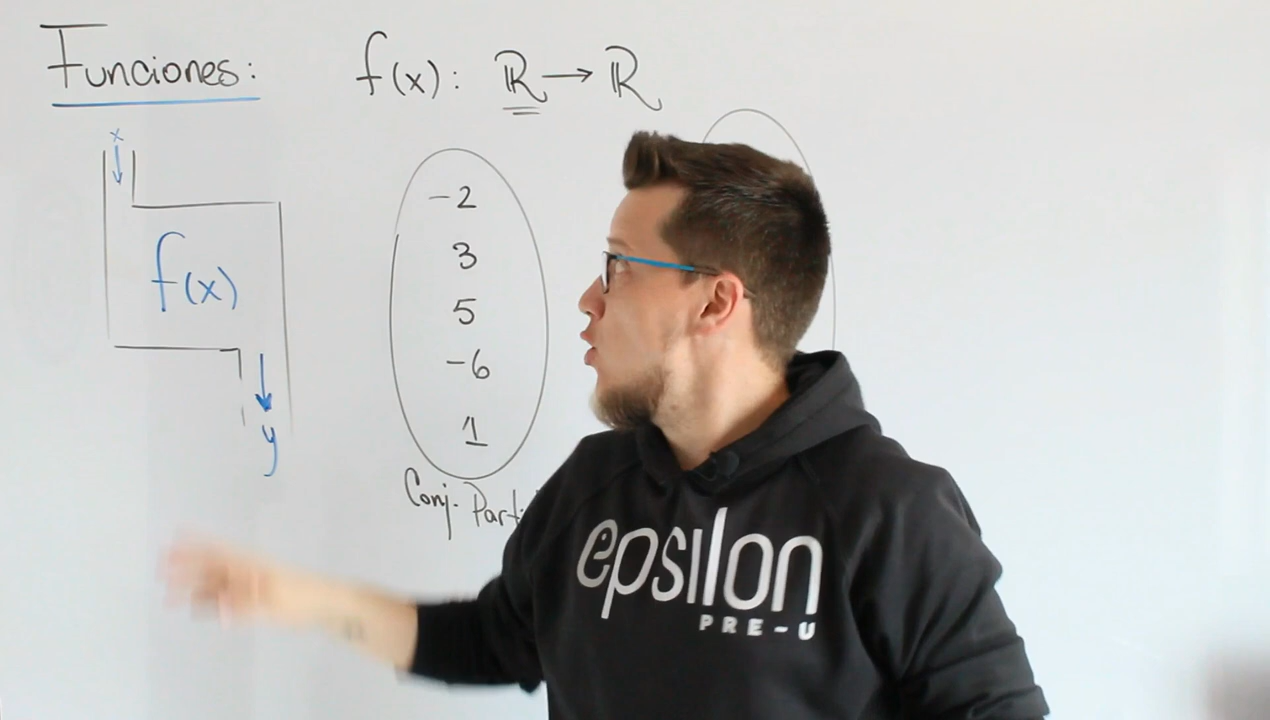 Funciones:
f(x): ℝ → ℝ
x
f(x)
y
-2
3
5
-6
1
Conj.
epsilon
PRE-U